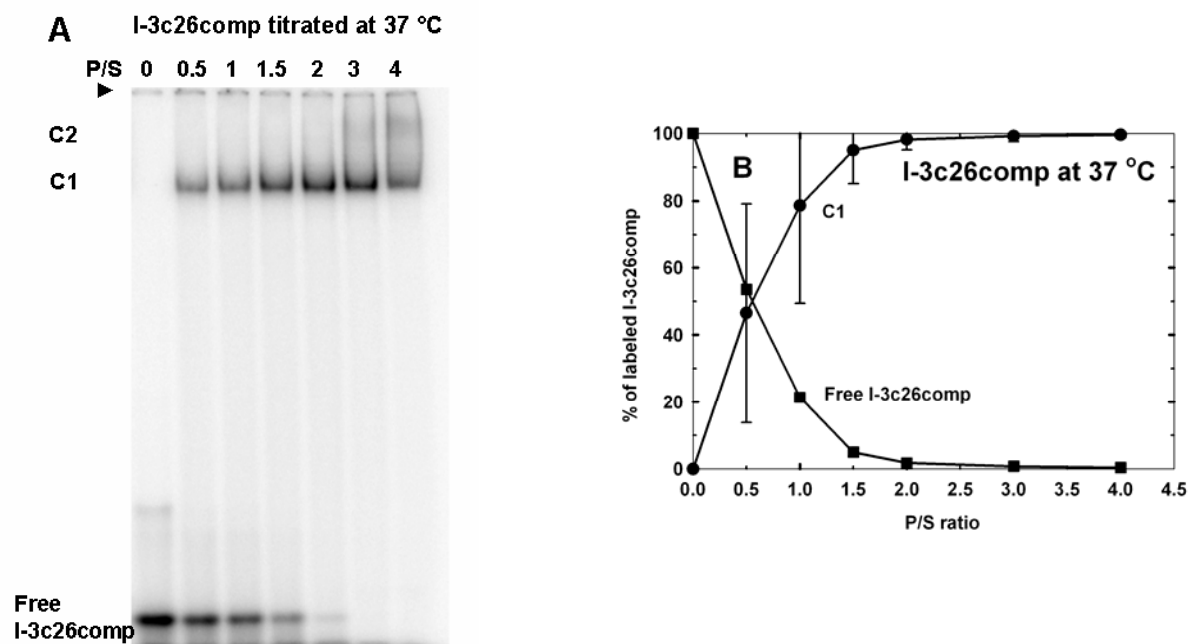 A
I-3c26comp titrated at 37 °C
P/S 0 0.5 1 1.5 2 3 4
C2
C1
Free
I-3c26comp
B
I-3c26comp at 37 °C
C1
Free I-3c26comp
% of labeled I-3c26comp
100
80
60
40
20
0
0.0 0.5 1.0 1.5 2.0 2.5 3.0 3.5 4.0 4.5
P/S ratio